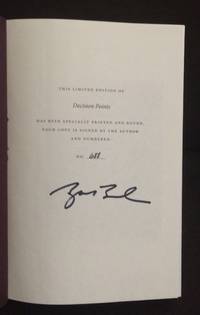 THIS LIMITED EDITION OF
Decision Points
HAS BEEN SPECIALLY PRINTED AND BOUND.
YOUR COPY IS SIGNED BY THE AUTHOR
AND NUMBERED.
NO.